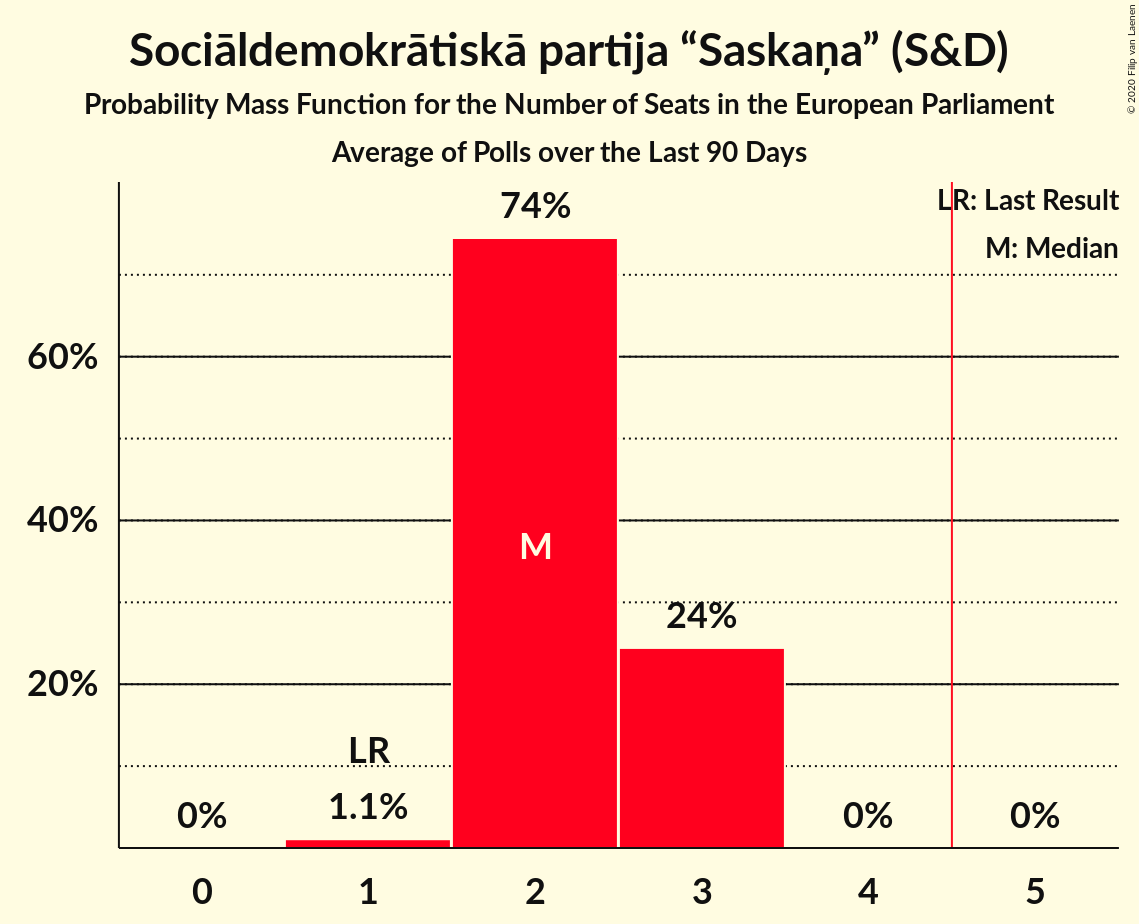 Sociāldemokrātiskā partija “Saskaņa” (S&D)
Probability Mass Function for the Number of Seats in the European Parliament
Average of Polls over the Last 90 Days
© 2020 Filip van Laenen
LR: Last Result
M: Median
74%
60%
40%
20%
M
24%
LR
0%
1.1%
0%
0%
0 1 2 3 4 5